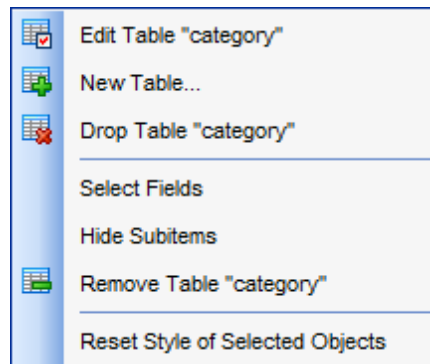 Edit Table "category"
New Table...
Drop Table "category"
Select Fields
Hide Subitems
Remove Table "category"
Reset Style of Selected Objects